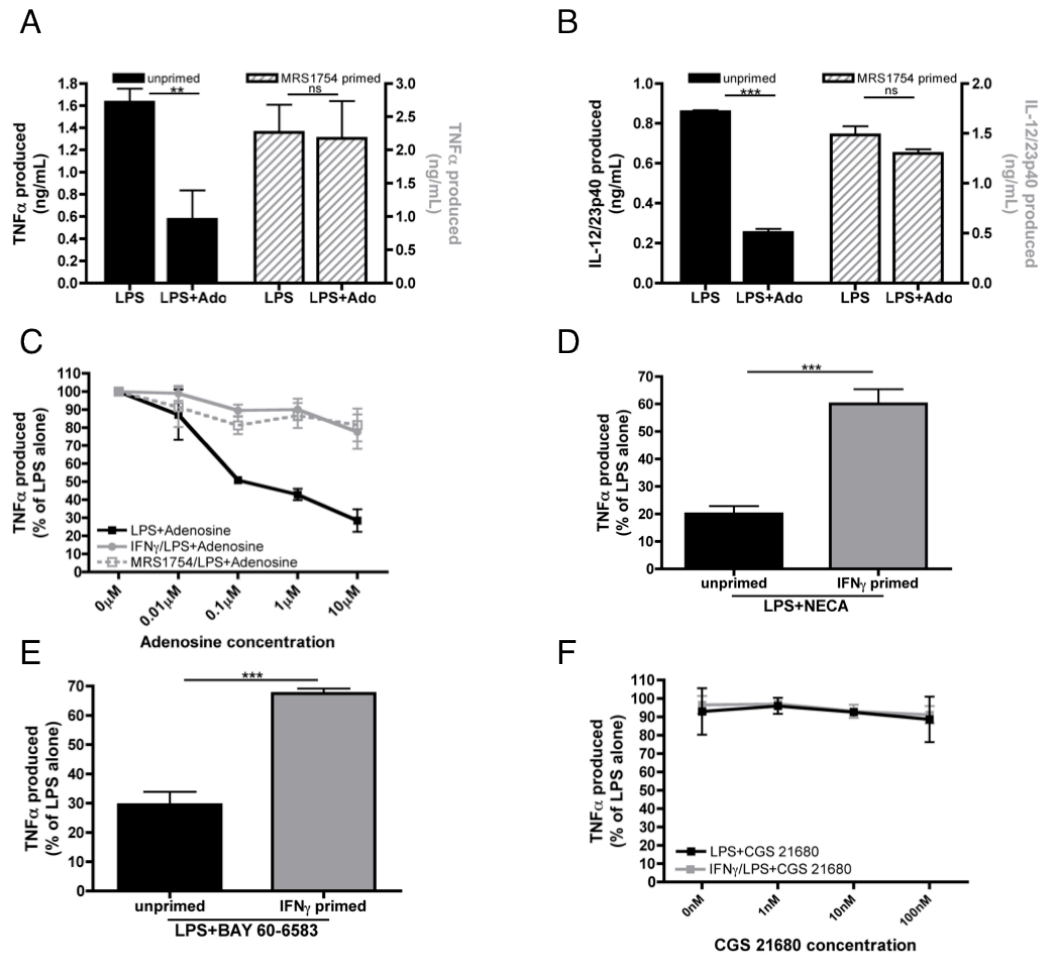 A
unprimed
MRS1754 primed
**
ns
TNFα produced
(ng/mL)
1.8
1.6
1.4
1.2
1.0
0.8
0.6
0.4
0.2
0.0
3.0
2.5
2.0
1.5
1.0
0.5
0.0
TNFα produced
(ng/mL)
LPS
LPS+Ado
LPS
LPS+Ado
B
unprimed
MRS1754 primed
***
ns
IL-12/23p40 produced
(ng/mL)
1.0
0.8
0.6
0.4
0.2
0.0
2.0
1.5
1.0
0.5
0.0
IL-12/23p40 produced
(ng/mL)
LPS
LPS+Ado
LPS
LPS+Ado
C
TNFα produced
(% of LPS alone)
110
100
90
80
70
60
50
40
30
20
10
0
LPS+Adenosine
IFNγ/LPS+Adenosine
MRS1754/LPS+Adenosine
0μM
0.01μM
0.1μM
1μM
10μM
Adenosine concentration
D
***
TNFα produced
(% of LPS alone)
70
60
50
40
30
20
10
0
unprimed
IFNγ primed
LPS+NECA
E
***
TNFα produced
(% of LPS alone)
70
60
50
40
30
20
10
0
unprimed
IFNγ primed
LPS+BAY 60-6583
F
TNFα produced
(% of LPS alone)
110
100
90
80
70
60
50
40
30
20
10
0
LPS+CGS 21680
IFNγ/LPS+CGS 21680
0nM
1nM
10nM
100nM
CGS 21680 concentration